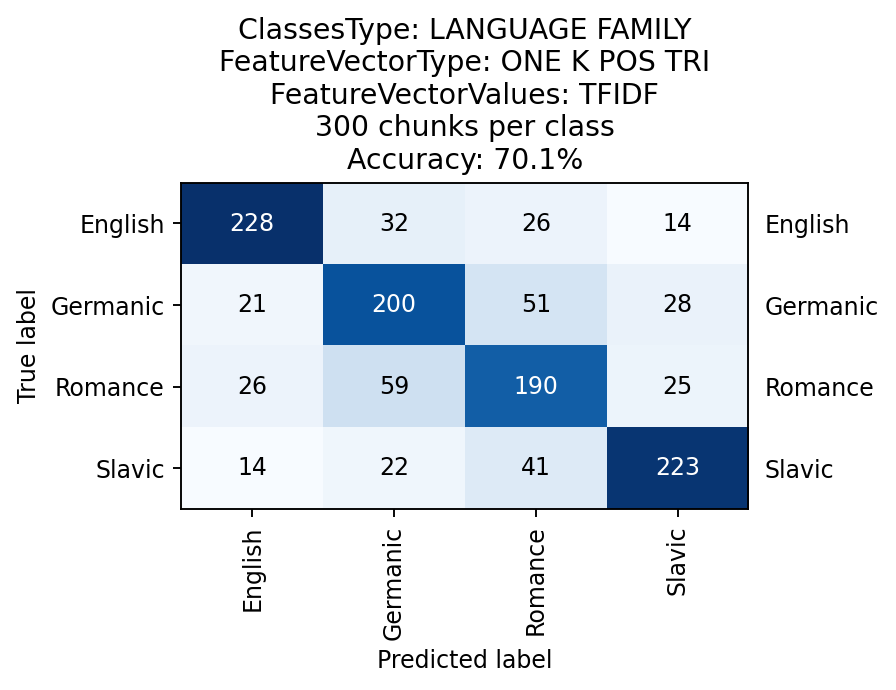 ClassesType: LANGUAGE FAMILY
FeatureVectorType: ONE K POS TRI
FeatureVectorValues: TFIDF
300 chunks per class
Accuracy: 70.1%
English 228 32 26 14 English
Germanic 21 200 51 28 Germanic
Romance 26 59 190 25 Romance
Slavic 14 22 41 223 Slavic
True label
English Germanic Romance Slavic
Predicted label